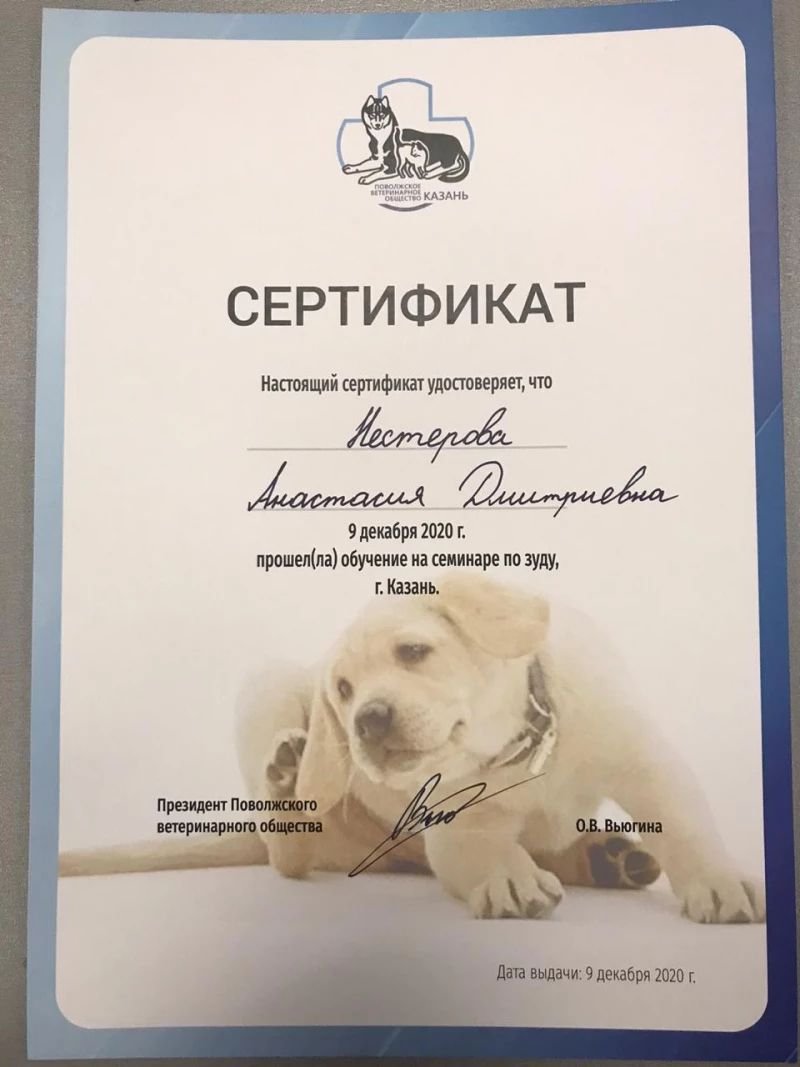 ПОВОЛЖСКОЕ
ВЕТЕРИНАРНОЕ
ОБЩЕСТВО КАЗАНЬ
СЕРТИФИКАТ
Настоящий сертификат удостоверяет, что
Нестерова
Анастасия Дмитриевна
9 декабря 2020 г.
прошел(ла) обучение на семинаре по зуду,
г. Казань.
Президент Поволжского
ветеринарного общества
О.В. Вьюгина
Дата выдачи: 9 декабря 2020 г.